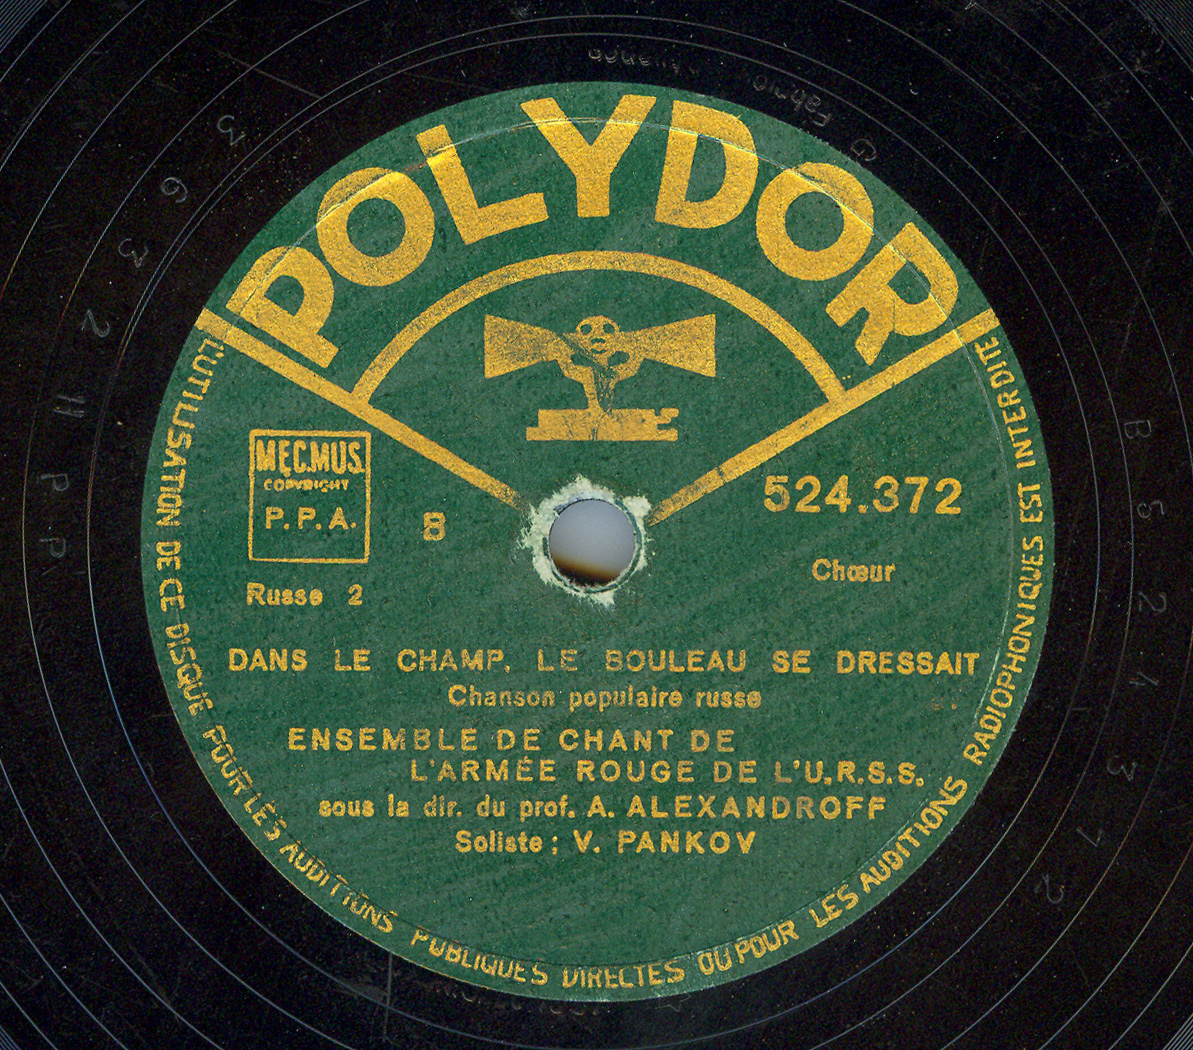 POLYDOR
MEC.MUS.
COPYRIGHT
P.P.A.
B
524.372
Russe 2
Chœur
DANS LE CHAMP, LE BOULEAU SE DRESSAIT
Chanson populaire russe
ENSEMBLE DE CHANT DE
L'ARMÉE ROUGE DE L'U.R.S.S.
sous la dir. du prof. A. ALEXANDROFF
Soliste : V. PANKOV
L'UTILISATION DE CE DISQUE POUR LES AUDITIONS PUBLIQUES DIRECTES OU POUR LES AUDITIONS RADIOPHONIQUES EST INTERDITE
B 524372